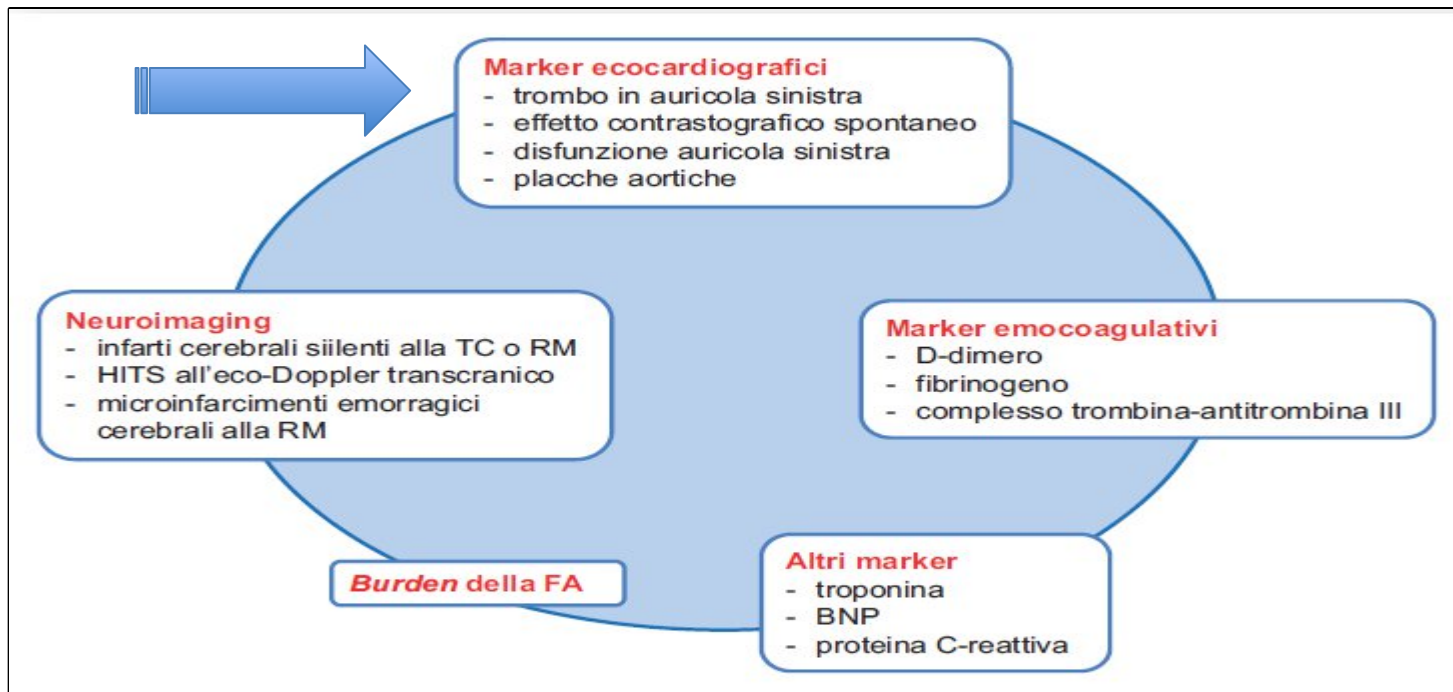 Marker ecocardiografici
- trombo in auricola sinistra
- effetto contrastografico spontaneo
- disfunzione auricola sinistra
- placche aortiche
Neuroimaging
- infarti cerebrali siilenti alla TC o RM
- HITS all'eco-Doppler transcranico
- microinfarcimenti emorragici
cerebrali alla RM
Marker emocoagulativi
- D-dimero
- fibrinogeno
- complesso trombina-antitrombina III
Burden della FA
Altri marker
- troponina
- BNP
- proteina C-reattiva